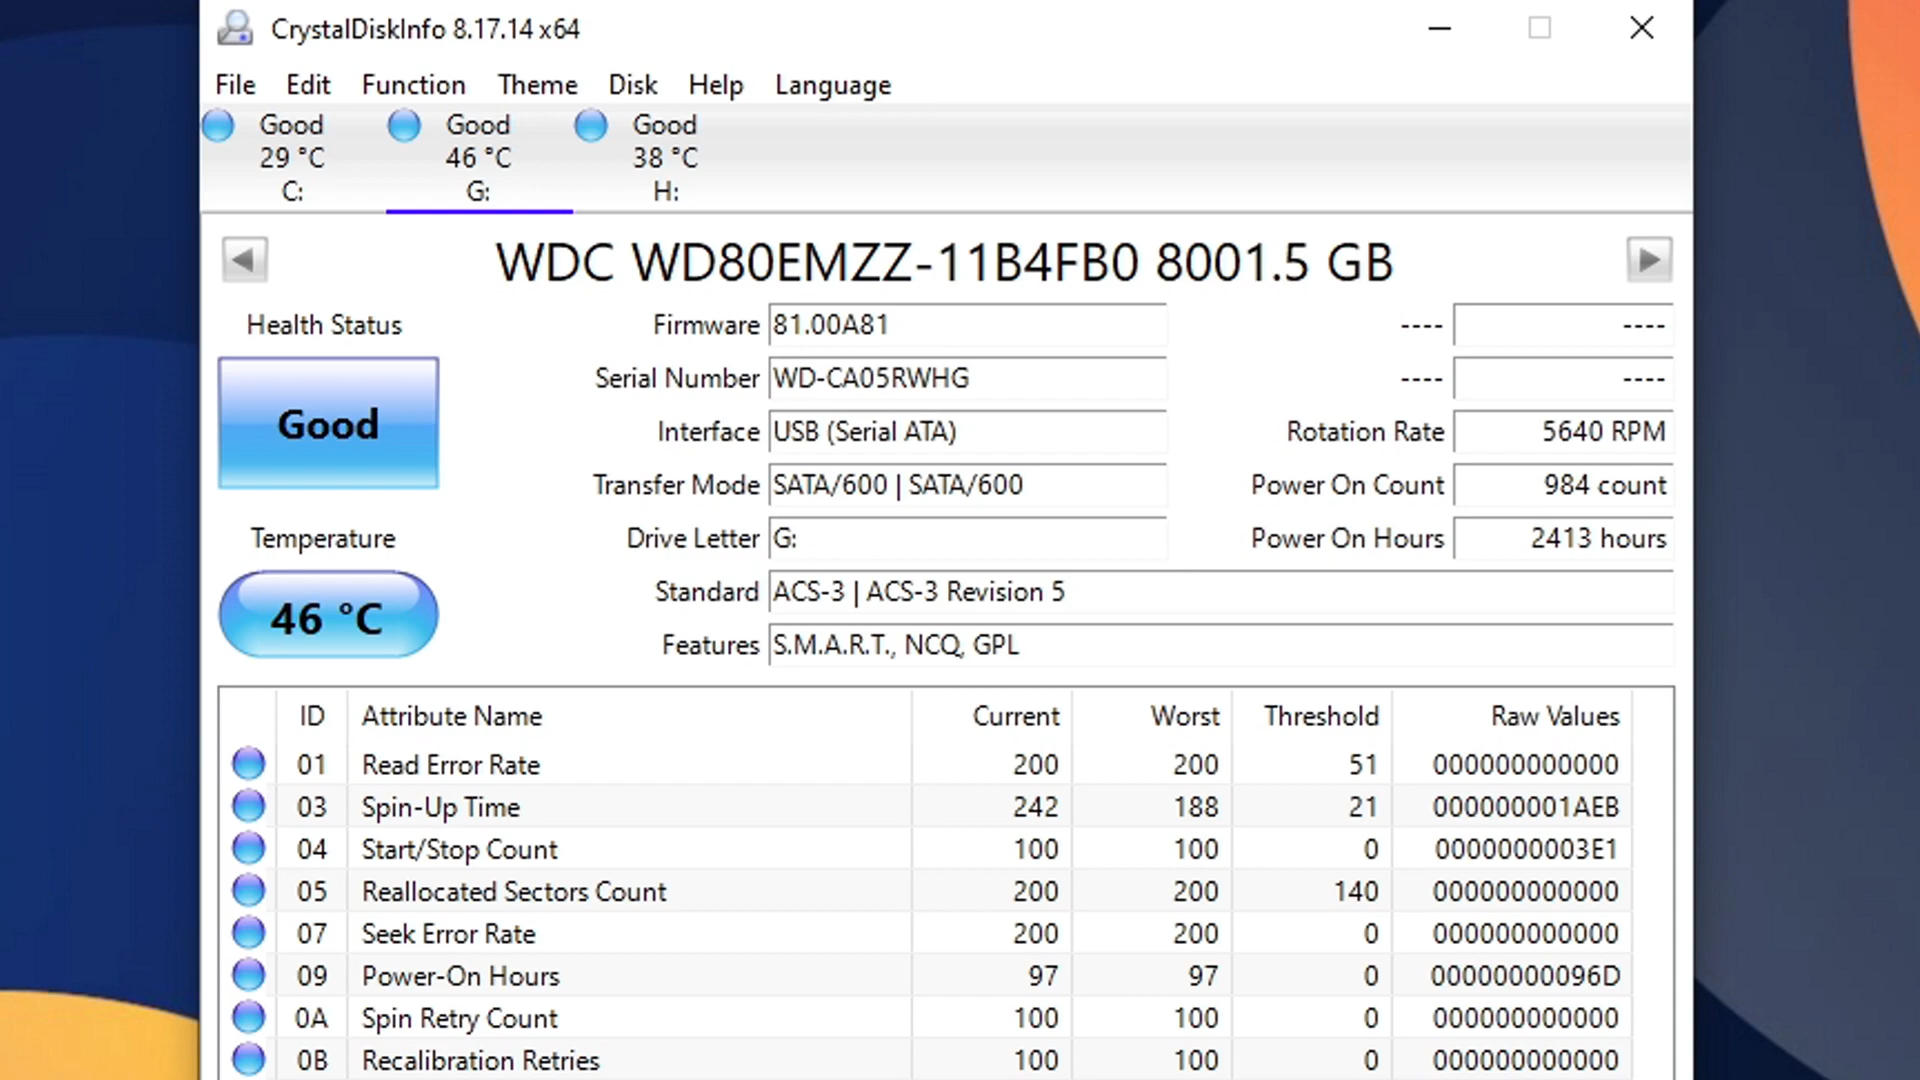 CrystalDiskInfo 8.17.14 x64
File Edit Function Theme Disk Help Language
Good Good Good
29 °C 46 °C 38 °C
C: G: H:
WDC WD80EMZZ-11B4FB0 8001.5 GB
Health Status Firmware 81.00A81 ---- ----
Serial Number WD-CA05RWHG ---- ----
Good Interface USB (Serial ATA) Rotation Rate 5640 RPM
Transfer Mode SATA/600 | SATA/600 Power On Count 984 count
Temperature Drive Letter G: Power On Hours 2413 hours
46 °C Standard ACS-3 | ACS-3 Revision 5
Features S.M.A.R.T., NCQ, GPL
ID Attribute Name Current Worst Threshold Raw Values
01 Read Error Rate 200 200 51 000000000000
03 Spin-Up Time 242 188 21 000000001AEB
04 Start/Stop Count 100 100 0 0000000003E1
05 Reallocated Sectors Count 200 200 140 000000000000
07 Seek Error Rate 200 200 0 000000000000
09 Power-On Hours 97 97 0 00000000096D
0A Spin Retry Count 100 100 0 000000000000
0B Recalibration Retries 100 100 0 000000000000